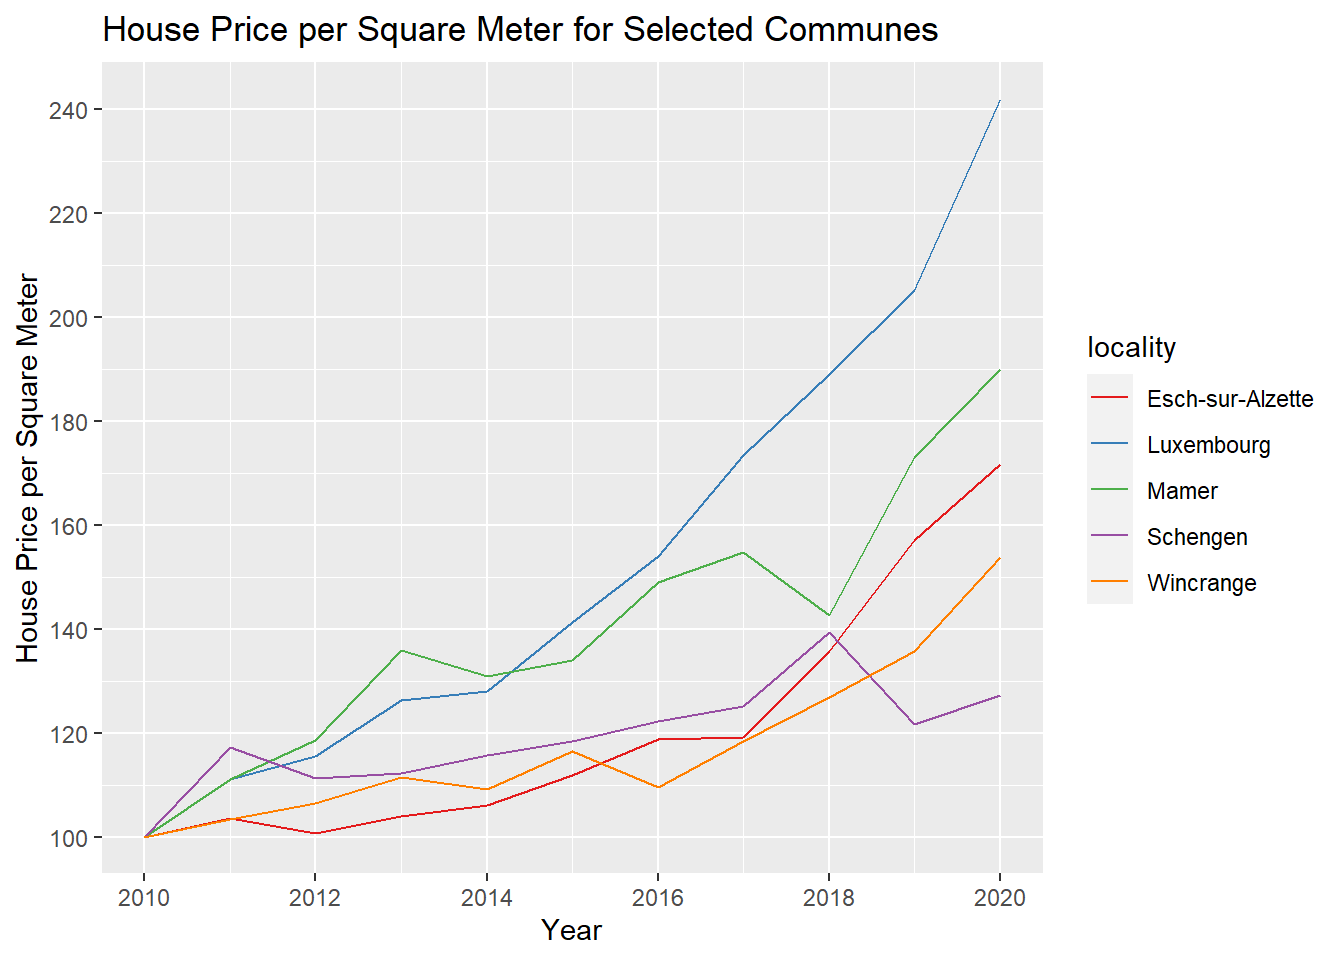 House Price per Square Meter for Selected Communes
House Price per Square Meter
240
220
200
180
160
140
120
100
2010 2012 2014 2016 2018 2020
Year
locality
Esch-sur-Alzette
Luxembourg
Mamer
Schengen
Wincrange